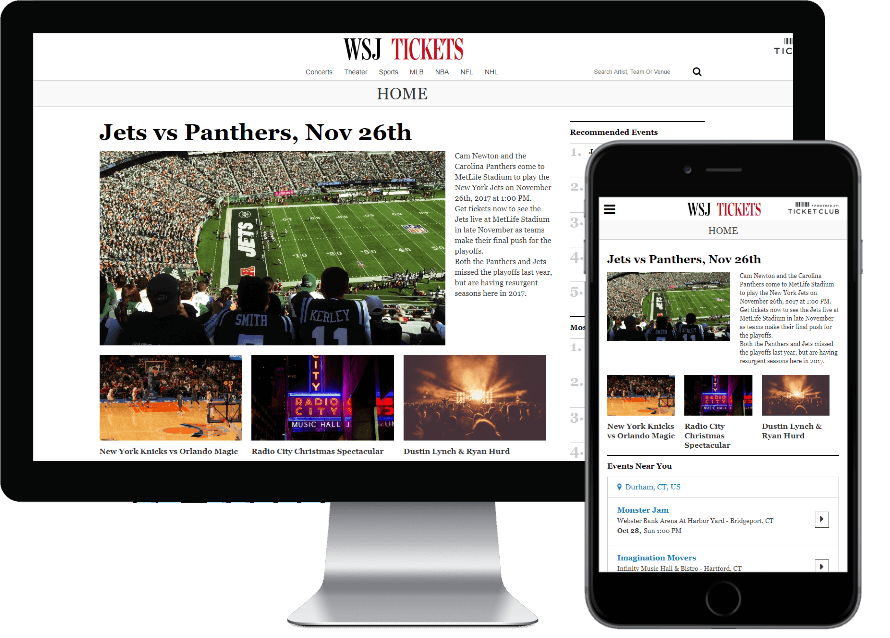 WSJ TICKETS
TIC
Concerts Theater Sports MLB NBA NFL NHL
Search Artist, Team Or Venue
HOME
Jets vs Panthers, Nov 26th
Cam Newton and the
Carolina Panthers come to
MetLife Stadium to play the
New York Jets on November
26th, 2017 at 1:00 PM.
Get tickets now to see the
Jets live at MetLife Stadium
in late November as teams
make their final push for the
playoffs.
Both the Panthers and Jets
missed the playoffs last year,
but are having resurgent
seasons here in 2017.
JETS
SMITH
KERLEY
11
1
Recommended Events
1. J
2.
3.
4.
5.
Mos
1.
2.
3.
4.
CITY
RADIO
CITY
MUSIC HALL
New York Knicks vs Orlando Magic
Radio City Christmas Spectacular
Dustin Lynch & Ryan Hurd
WSJ TICKETS
POWERED BY
TICKETCLUB
HOME
Jets vs Panthers, Nov 26th
Cam Newton and the Carolina
Panthers come to MetLife Stadium
to play the New York Jets on
November 26th, 2017 at 1:00 PM.
Get tickets now to see the Jets live at
MetLife Stadium in late November
as teams make their final push for
the playoffs.
Both the Panthers and Jets missed
the playoffs last year, but are having
resurgent seasons here in 2017.
RADIO
CITY
New York Knicks
vs Orlando Magic
Radio City
Christmas
Spectacular
Dustin Lynch &
Ryan Hurd
Events Near You
Durham, CT, US
Monster Jam
Webster Bank Arena At Harbor Yard - Bridgeport, CT
Oct 28, Sun 1:00 PM
Imagination Movers
Infinity Music Hall & Bistro - Hartford, CT